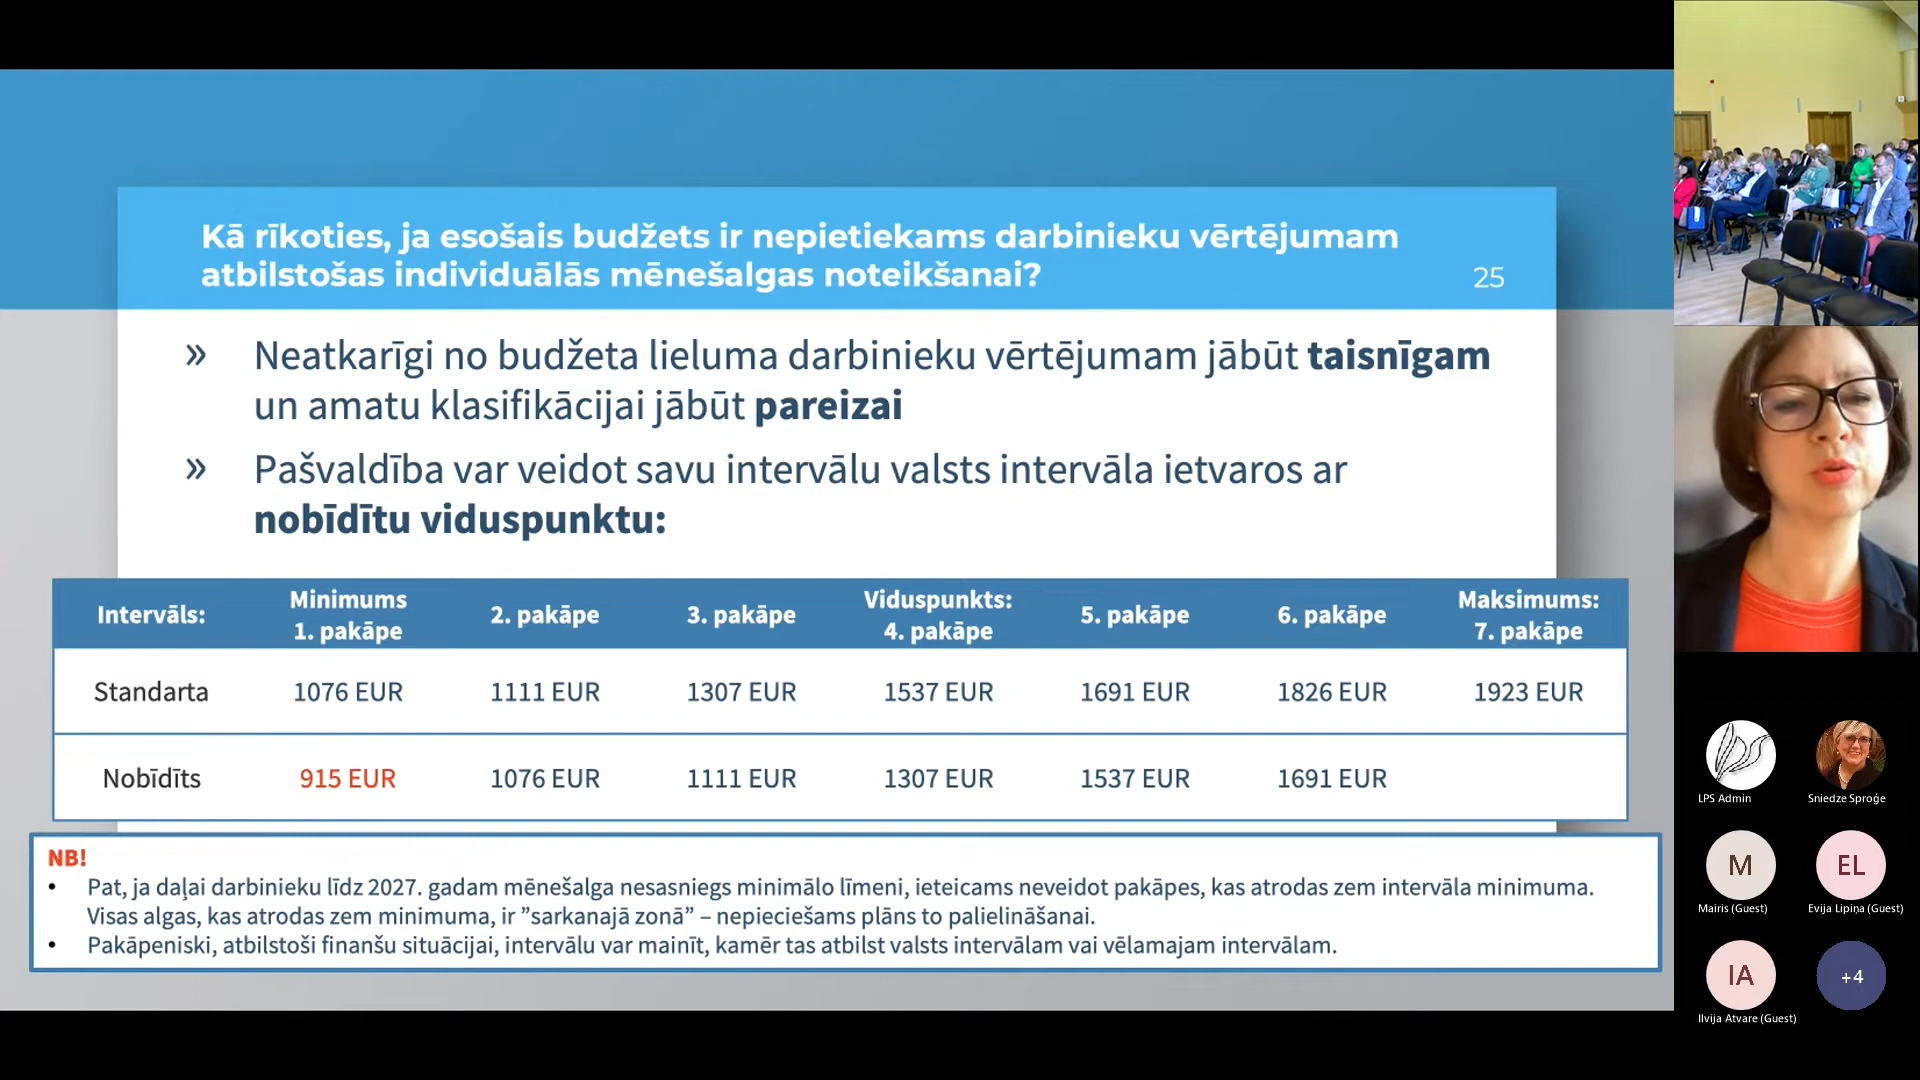 Kā rīkoties, ja esošais budžets ir nepietiekams darbinieku vērtējumam
atbilstošas individuālās mēnešalgas noteikšanai?
25
» Neatkarīgi no budžeta lieluma darbinieku vērtējumam jābūt taisnīgam
un amatu klasifikācijai jābūt pareizai
» Pašvaldība var veidot savu intervālu valsts intervāla ietvaros ar
nobīdītu viduspunktu:
Intervāls: Minimums 1. pakāpe 2. pakāpe 3. pakāpe Viduspunkts: 4. pakāpe 5. pakāpe 6. pakāpe Maksimums: 7. pakāpe
Standarta 1076 EUR 1111 EUR 1307 EUR 1537 EUR 1691 EUR 1826 EUR 1923 EUR
Nobīdīts 915 EUR 1076 EUR 1111 EUR 1307 EUR 1537 EUR 1691 EUR
NB!
• Pat, ja daļai darbinieku līdz 2027. gadam mēnešalga nesasniegs minimālo līmeni, ieteicams neveidot pakāpes, kas atrodas zem intervāla minimuma.
Visas algas, kas atrodas zem minimuma, ir ”sarkanajā zonā” – nepieciešams plāns to palielināšanai.
• Pakāpeniski, atbilstoši finanšu situācijai, intervālu var mainīt, kamēr tas atbilst valsts intervālam vai vēlamajam intervālam.
LPS Admin
Sniedze Sproģe
M
EL
Mairis (Guest)
Evija Lipiņa (Guest)
IA
+4
Ilvija Atvare (Guest)